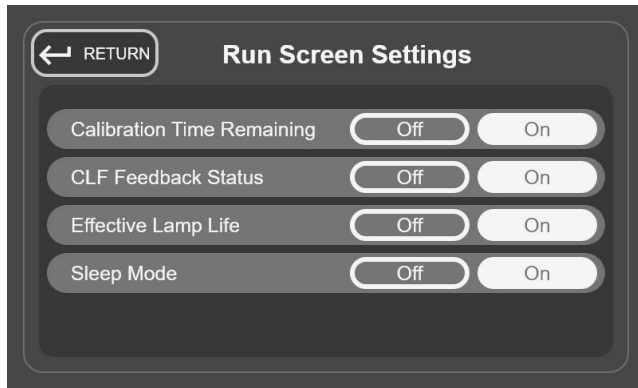 RETURN Run Screen Settings
Calibration Time Remaining Off On
CLF Feedback Status Off On
Effective Lamp Life Off On
Sleep Mode Off On